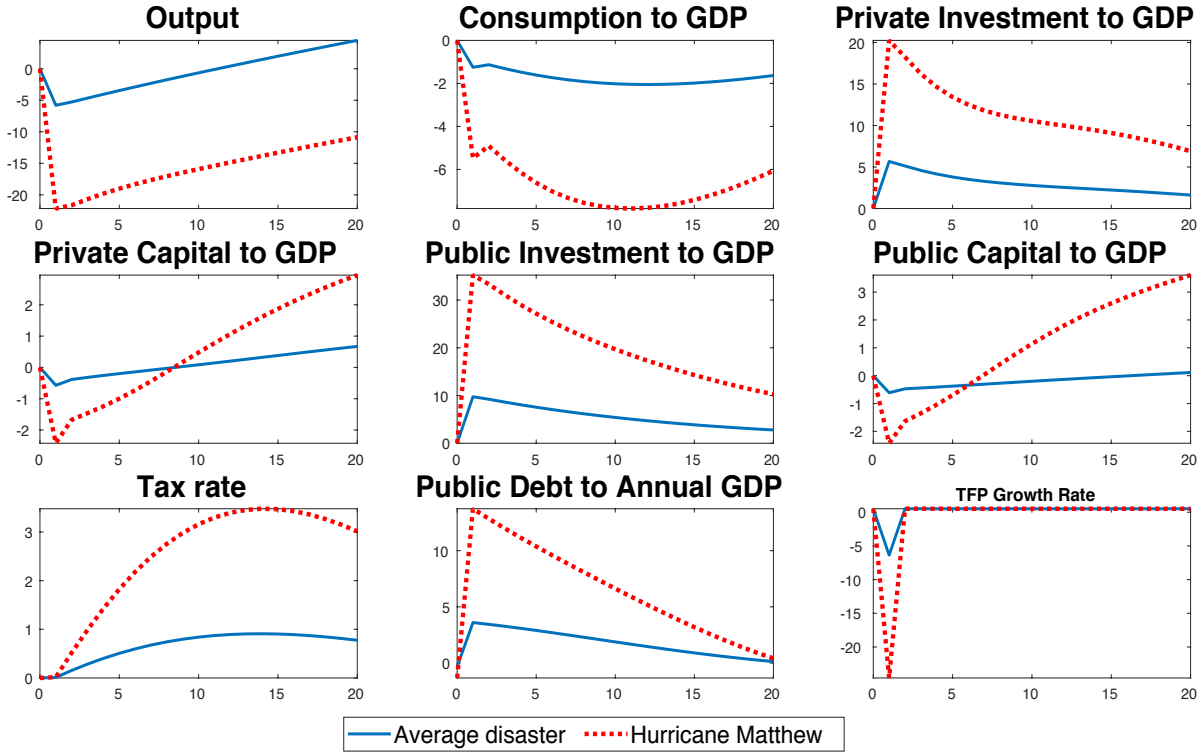 Output
Consumption to GDP
Private Investment to GDP
0
-5
-10
-15
-20
0 5 10 15 20
0
-2
-4
-6
0 5 10 15 20
20
15
10
5
0
0 5 10 15 20
Private Capital to GDP
Public Investment to GDP
Public Capital to GDP
2
1
0
-1
-2
0 5 10 15 20
30
20
10
0
0 5 10 15 20
3
2
1
0
-1
-2
0 5 10 15 20
Tax rate
Public Debt to Annual GDP
TFP Growth Rate
3
2
1
0
0 5 10 15 20
10
5
0
0 5 10 15 20
0
-5
-10
-15
-20
0 5 10 15 20
Average disaster
Hurricane Matthew